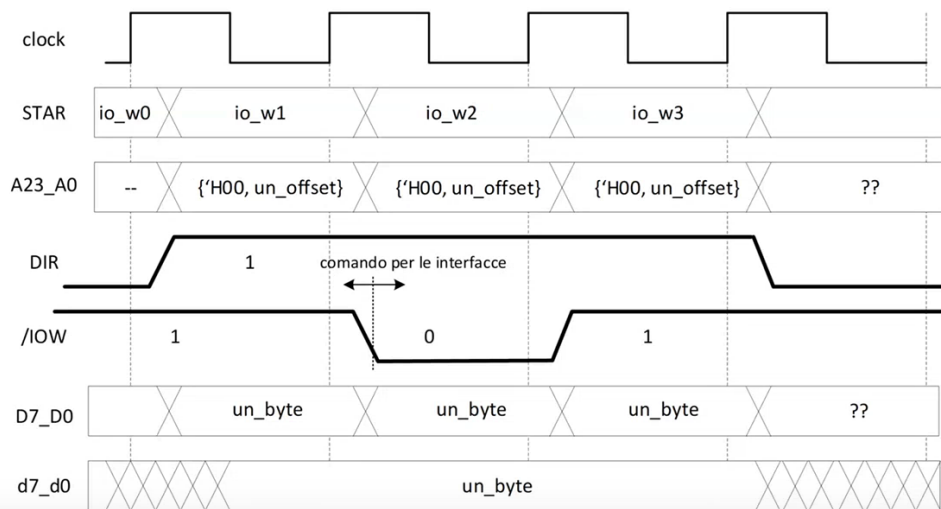 clock
STAR io_w0 io_w1 io_w2 io_w3
A23_A0 -- {‘H00, un_offset} {‘H00, un_offset} {‘H00, un_offset} ??
DIR 1 comando per le interfacce
/IOW 1 0 1
D7_D0 un_byte un_byte un_byte ??
d7_d0 un_byte